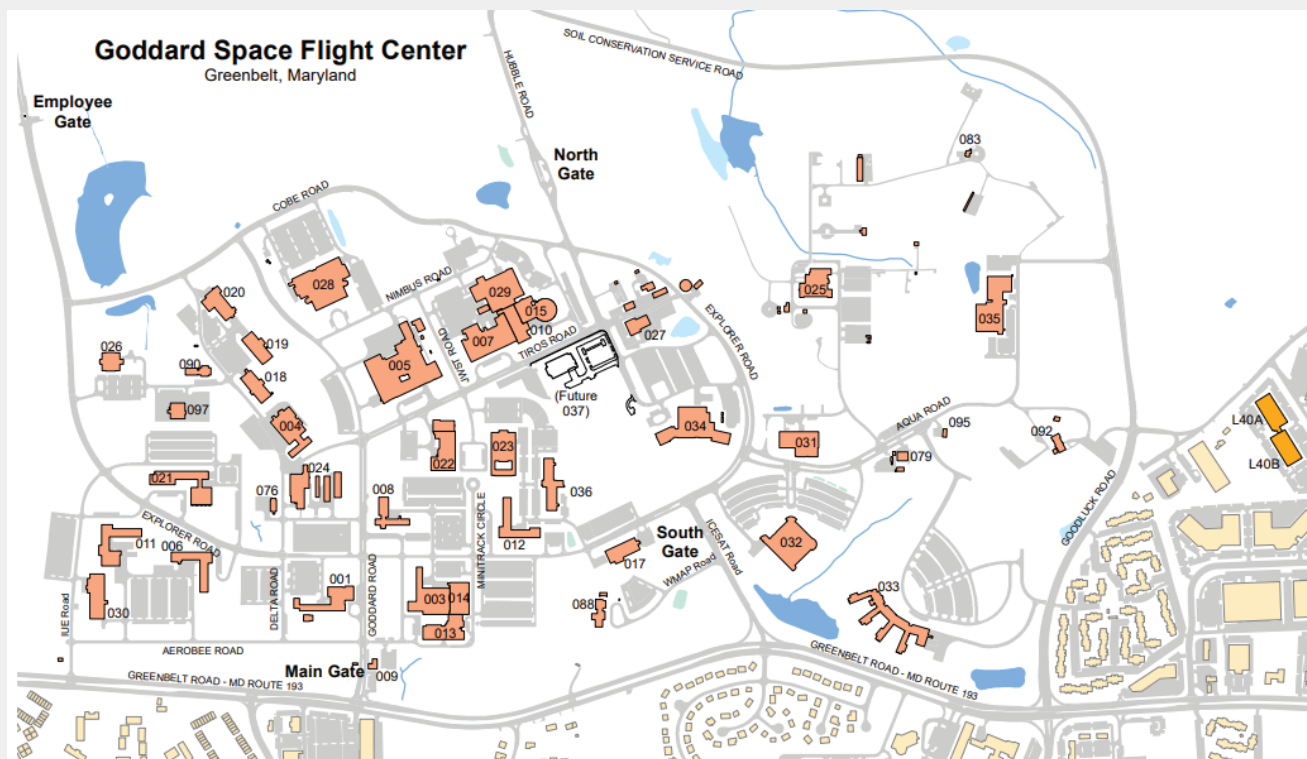 Goddard Space Flight Center
Greenbelt, Maryland
HUBBLE ROAD
SOIL CONSERVATION SERVICE ROAD
Employee
Gate
083
North
Gate
COBE ROAD
028
NIMBUS ROAD
029
015
010
025
035
020
019
026
090
018
005
JWST ROAD
007
TIROS ROAD
027
EXPLORER ROAD
(Future
037)
097
004
034
AQUA ROAD
095
092
L40A
L40B
031
079
022
023
021
024
036
076
008
MINITRACK CIRCLE
012
GOODLUCK ROAD
EXPLORER ROAD
011
006
South
Gate
017
ICESAT Road
WMAP Road
032
033
030
IUE Road
DELTA ROAD
001
GODDARD ROAD
003
014
013
088
AEROBEE ROAD
Main Gate
009
GREENBELT ROAD - MD ROUTE 193
GREENBELT ROAD - MD ROUTE 193